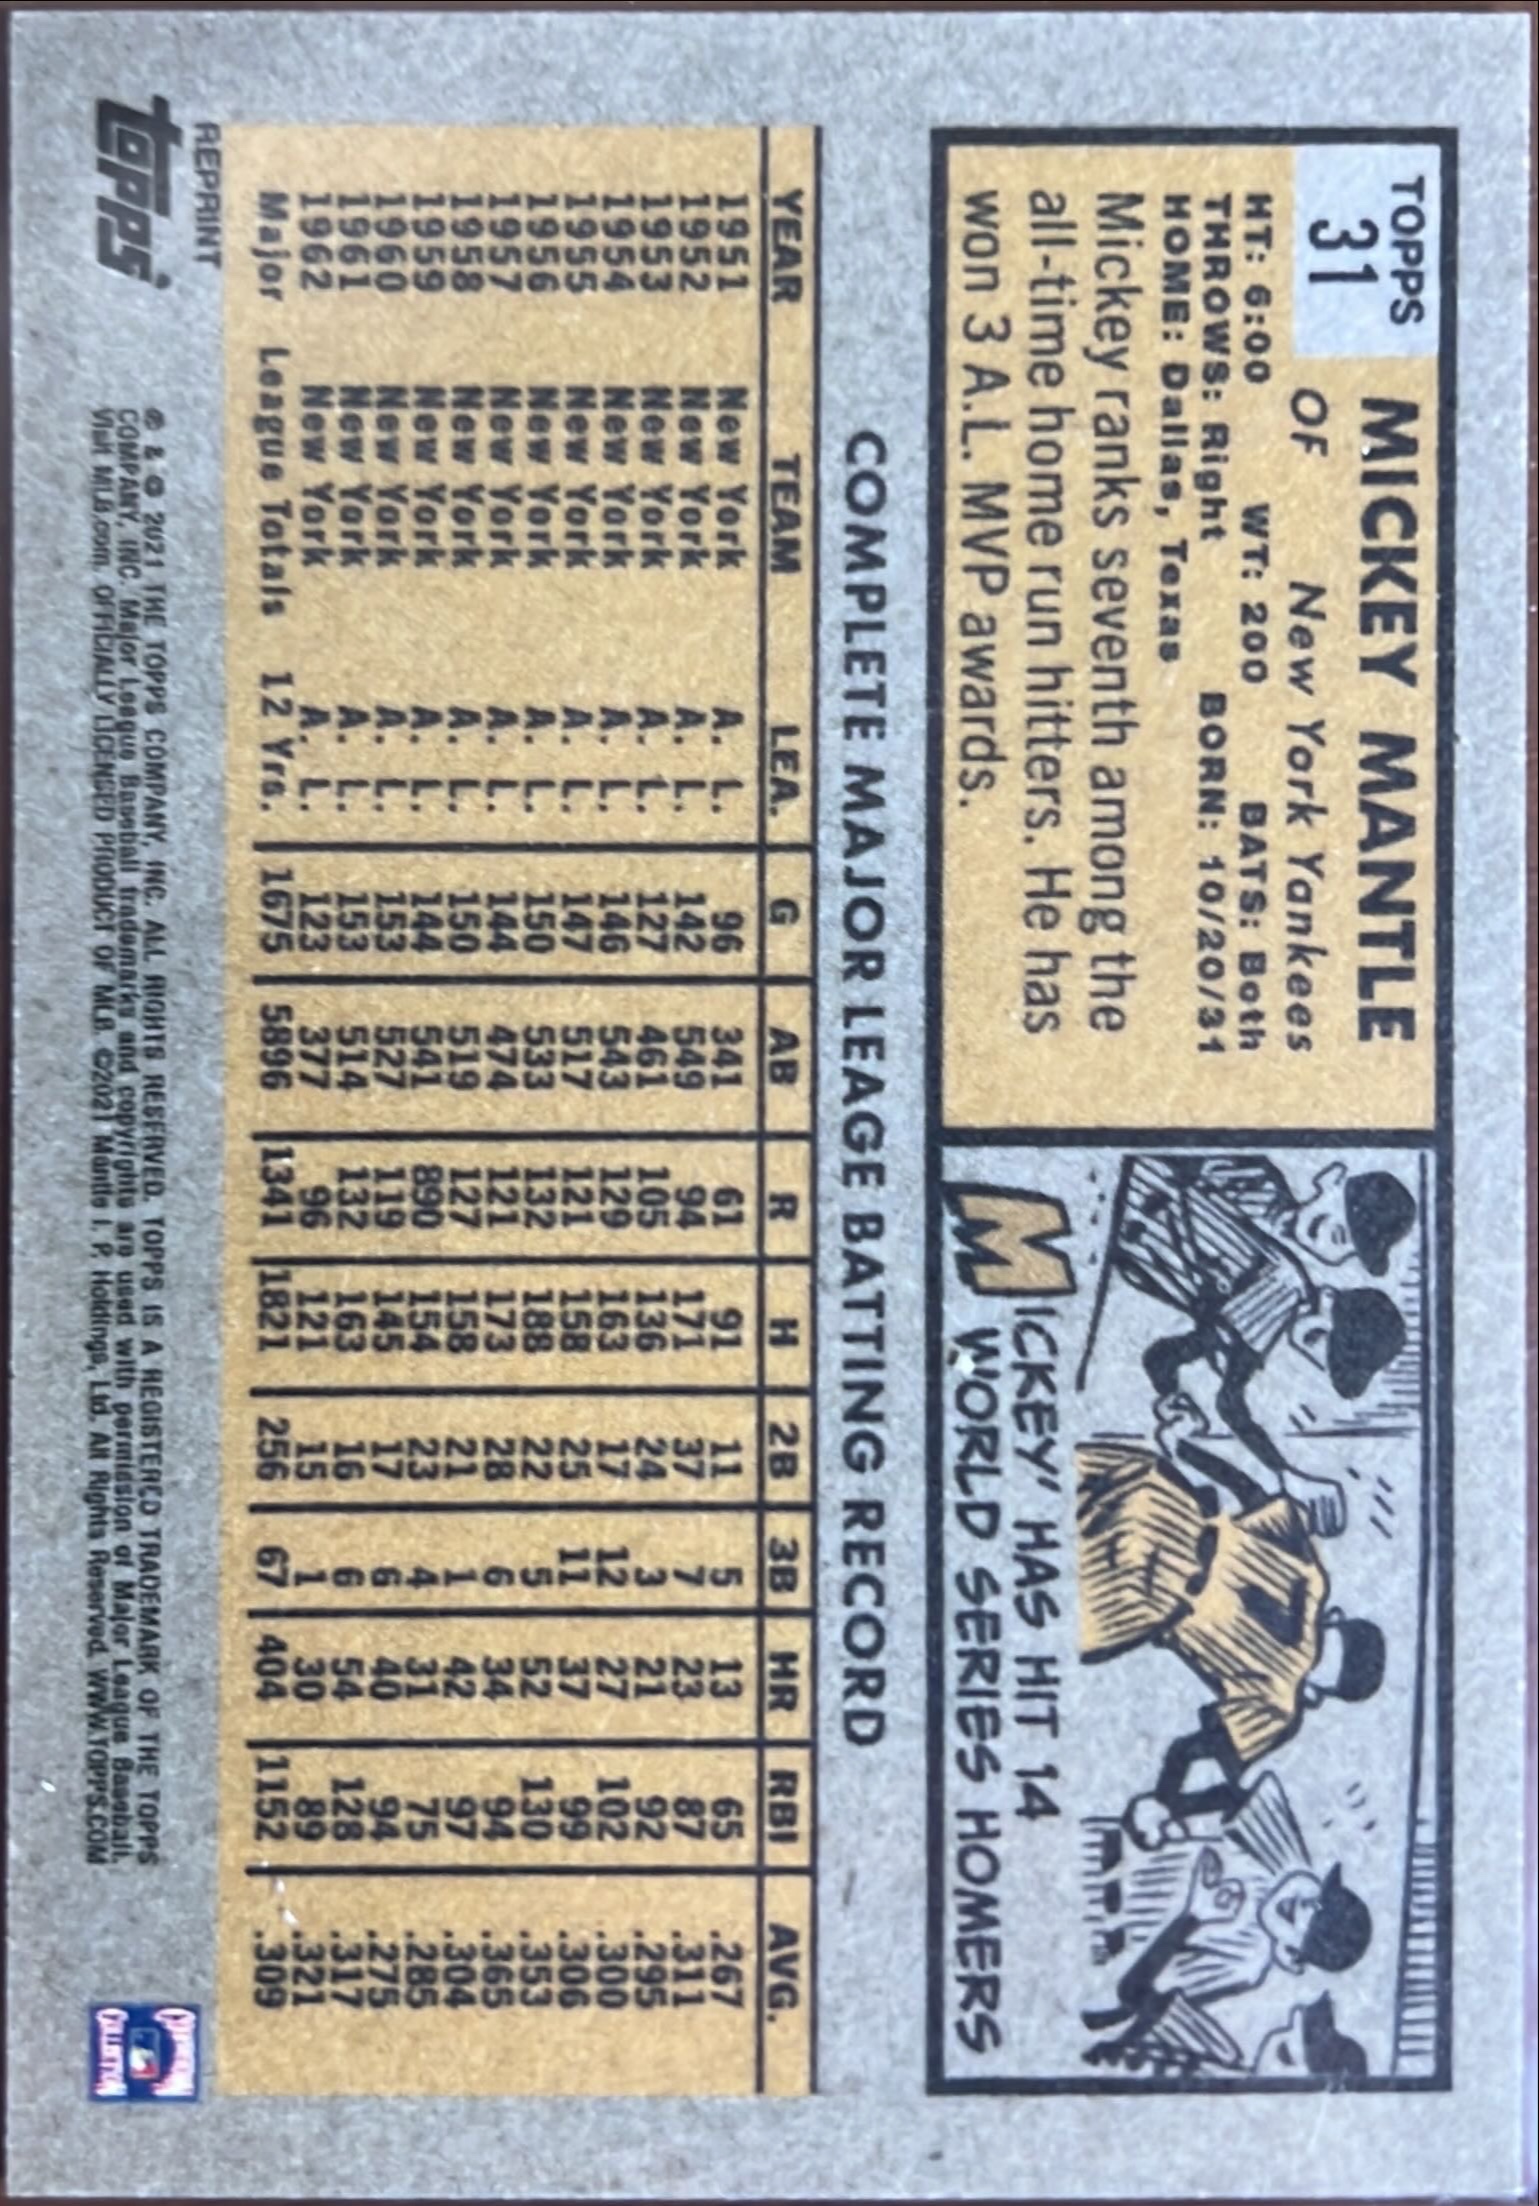 TOPPS
31
MICKEY MANTLE
OF New York Yankees
HT: 6:00 WT: 200 BATS: Both
THROWS: Right BORN: 10/20/31
HOME: Dallas, Texas
Mickey ranks seventh among the
all-time home run hitters. He has
won 3 A.L. MVP awards.
MICKEY' HAS HIT 14
WORLD SERIES HOMERS
COMPLETE MAJOR LEAGUE BATTING RECORD
YEAR TEAM LEA. G AB R H 2B 3B HR RBI AVG.
1951 New York A. L. 96 341 61 91 11 5 13 65 .267
1952 New York A. L. 142 549 94 171 37 7 23 87 .311
1953 New York A. L. 127 461 105 136 24 3 21 92 .295
1954 New York A. L. 146 543 129 163 17 12 27 102 .300
1955 New York A. L. 147 517 121 158 25 11 37 99 .306
1956 New York A. L. 150 533 132 188 22 5 52 130 .353
1957 New York A. L. 144 474 121 173 28 6 34 94 .365
1958 New York A. L. 150 519 127 158 21 1 42 97 .304
1959 New York A. L. 144 541 890 154 23 4 31 75 .285
1960 New York A. L. 153 527 119 145 17 6 40 94 .275
1961 New York A. L. 153 514 132 163 16 6 54 128 .317
1962 New York A. L. 123 377 96 121 15 1 30 89 .321
Major League Totals 12 Yrs. 1675 5896 1341 1821 256 67 404 1152 .309
REPRINT
topps®
® & © 2021 THE TOPPS COMPANY, INC. ALL RIGHTS RESERVED. TOPPS IS A REGISTERED TRADEMARK OF THE TOPPS
COMPANY, INC. Major League Baseball trademarks and copyrights are used with permission of Major League Baseball.
Visit MLB.com. OFFICIALLY LICENSED PRODUCT OF MLB. ©2021 Mantle I. P. Holdings, Ltd. All Rights Reserved. WWW.TOPPS.COM
COOPERSTOWN
COLLECTION